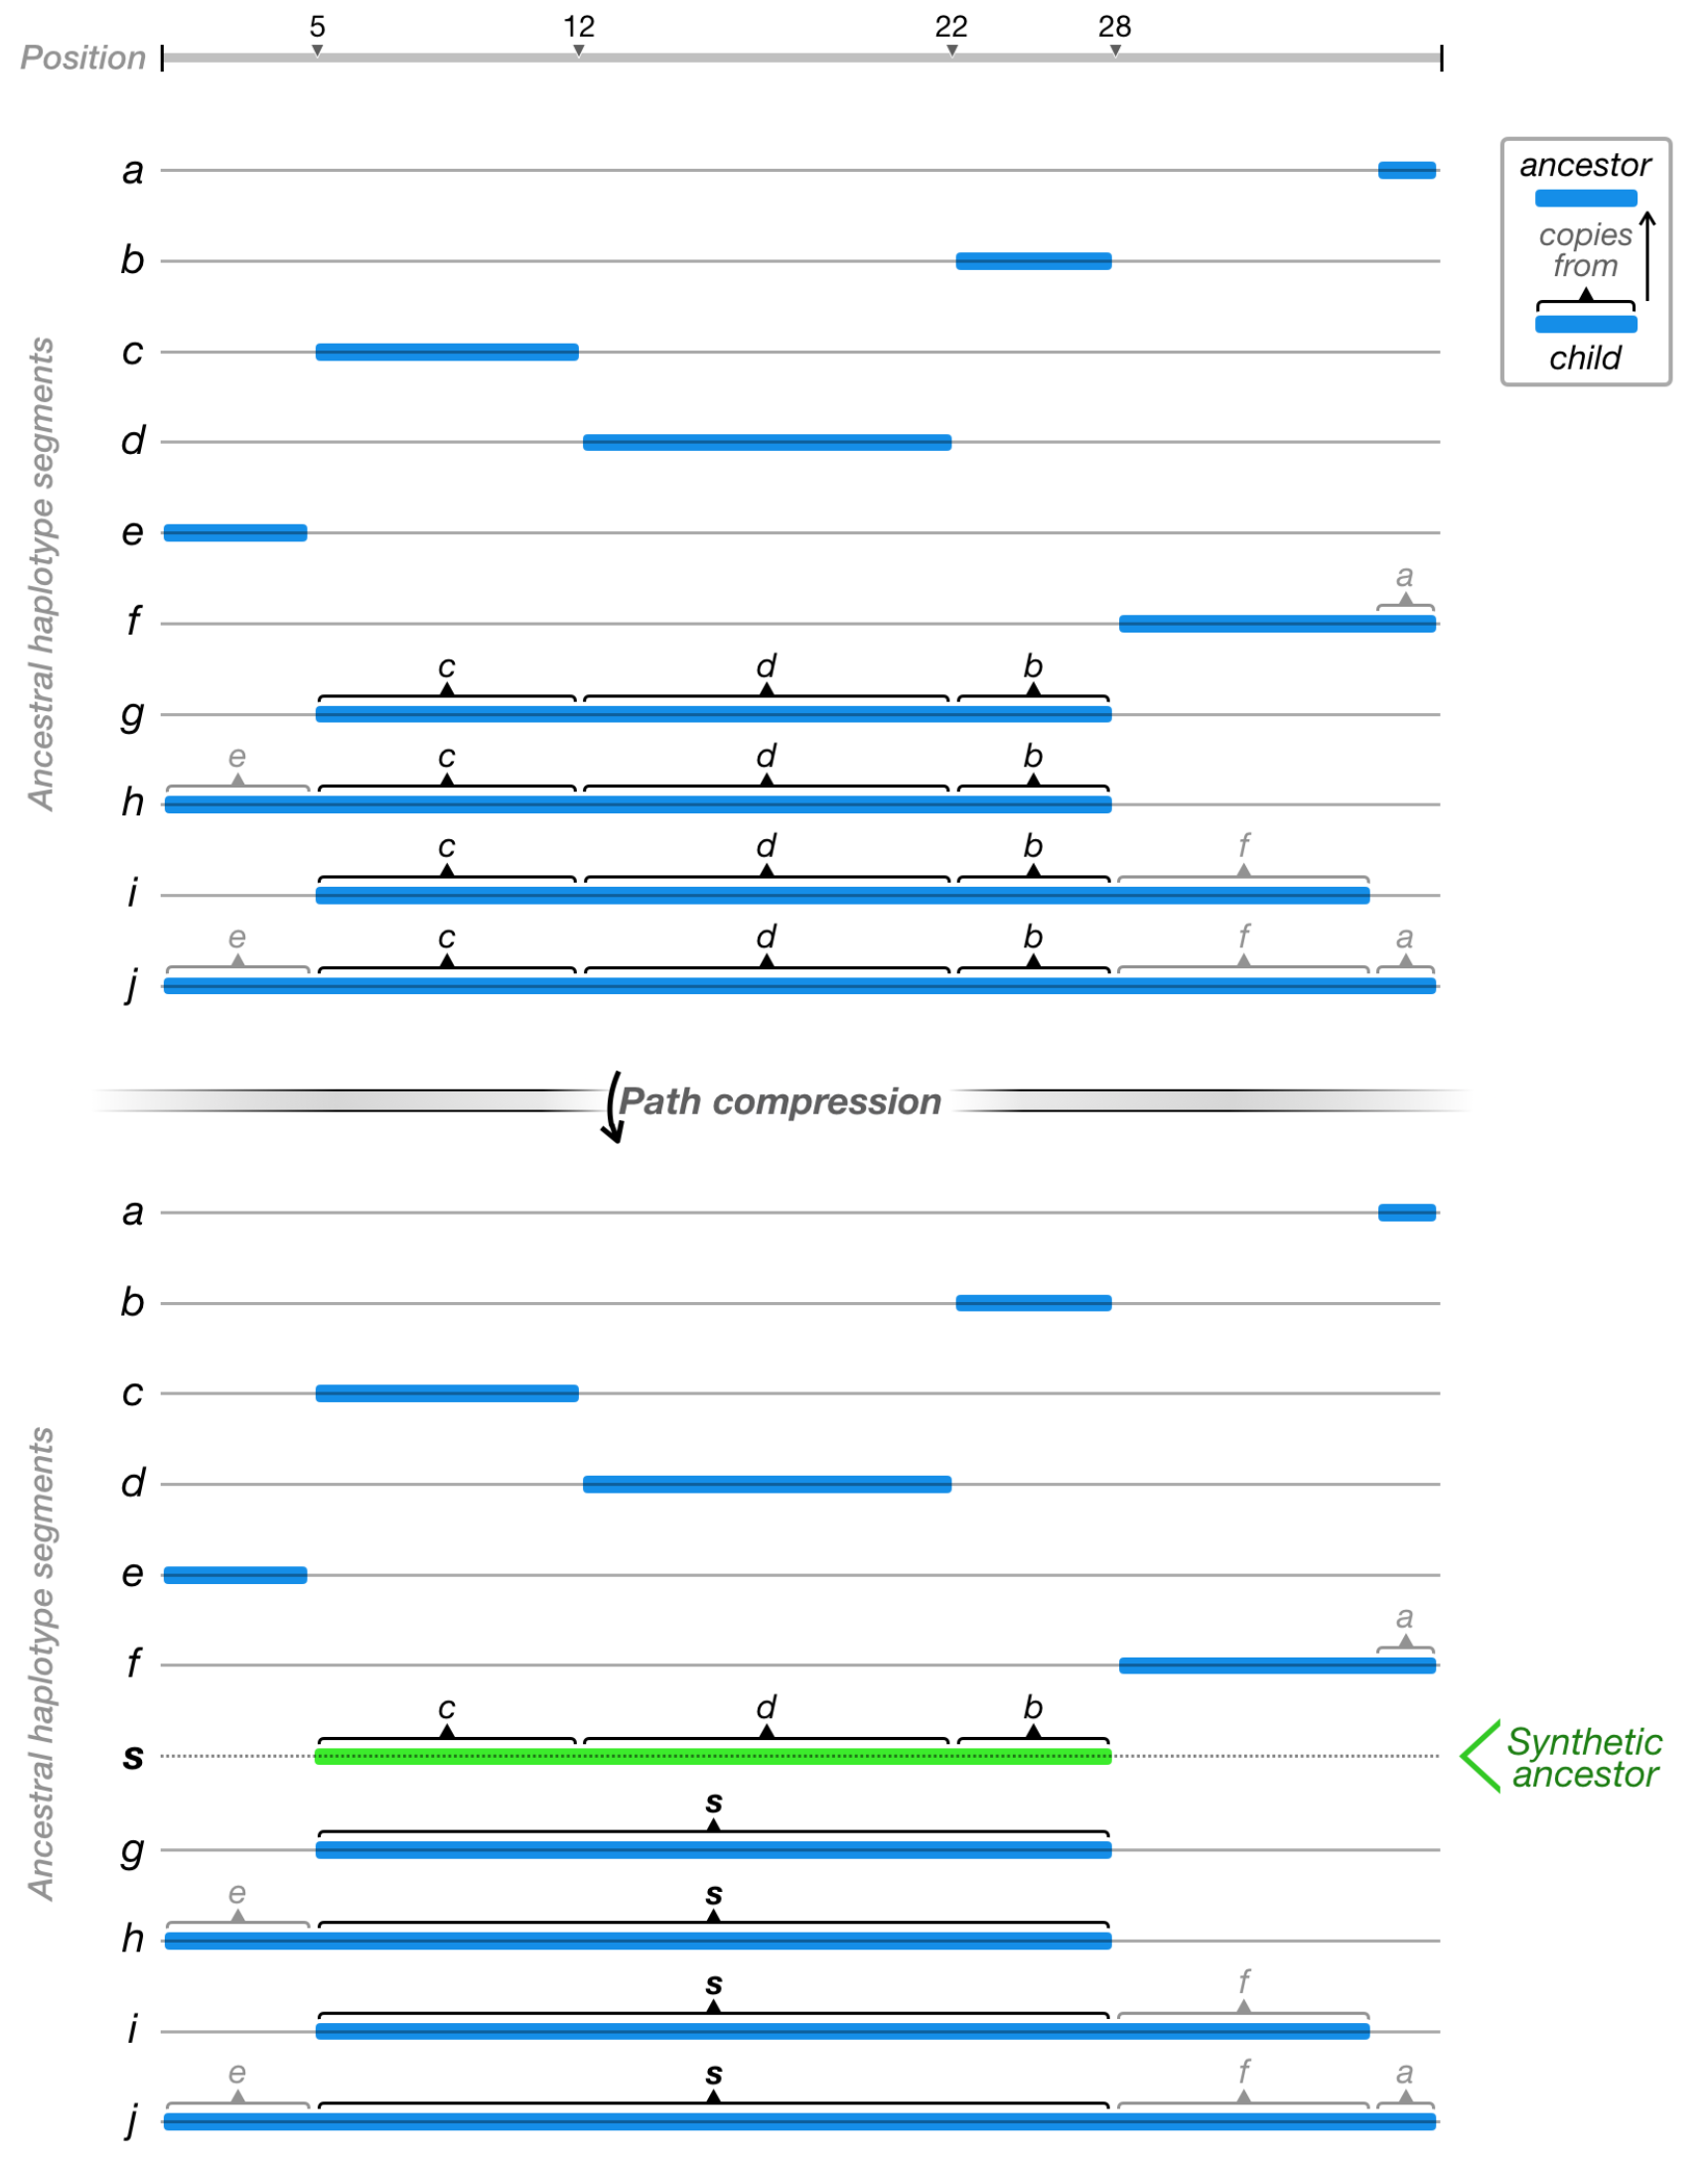 5 12 22 28
Position
ancestor
copies
from
child
Ancestral haplotype segments
a
b
c
d
e
a
f
c d b
g
e c d b
h
c d b f
i
e c d b f a
j
Path compression
Ancestral haplotype segments
a
b
c
d
e
a
f
c d b
s
Synthetic
ancestor
s
g
e s
h
s f
i
e s f a
j